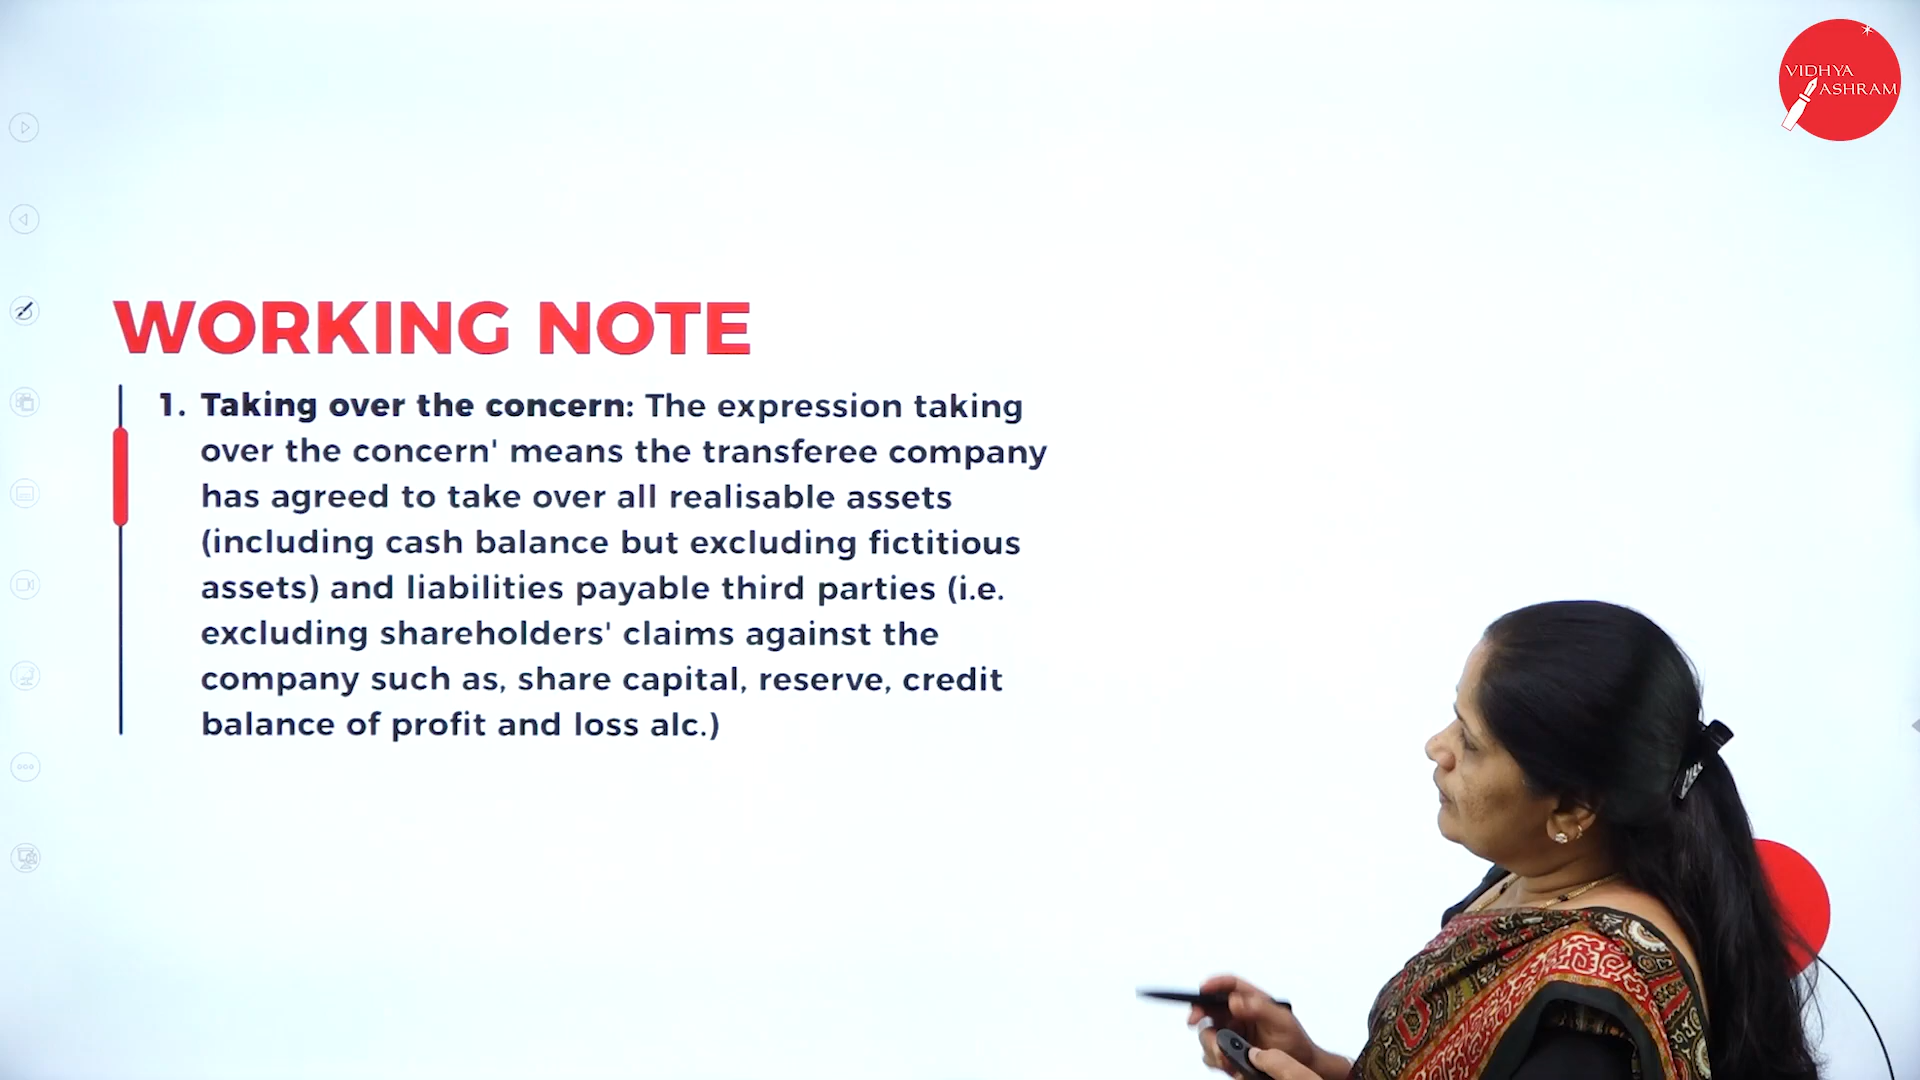 VIDHYA
ASHRAM
WORKING NOTE
1. Taking over the concern: The expression taking
over the concern' means the transferee company
has agreed to take over all realisable assets
(including cash balance but excluding fictitious
assets) and liabilities payable third parties (i.e.
excluding shareholders' claims against the
company such as, share capital, reserve, credit
balance of profit and loss alc.)